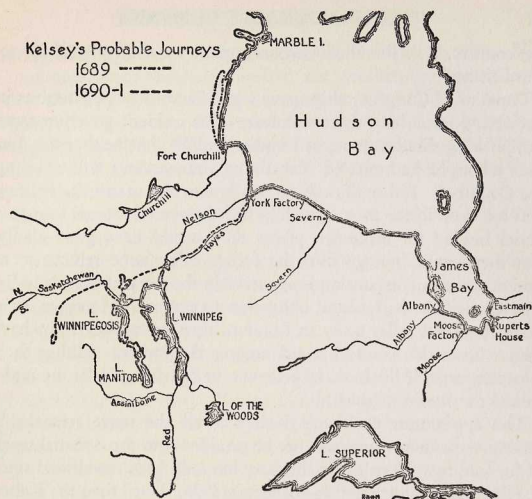 Kelsey's Probable Journeys
1689
1690-1
MARBLE I.
Hudson
Bay
Fort Churchill
Churchill
York Factory
Nelson
Hayes
Severn
Severn
N. Saskatchewan
S.
L.
WINNIPEGOSIS
L. WINNIPEG
L.
MANITOBA
Assiniboine
Red
L. OF THE
WOODS
James
Bay
Albany
Albany
Moose
Factory
Moose
Eastmain
Ruperts
House
L. SUPERIOR